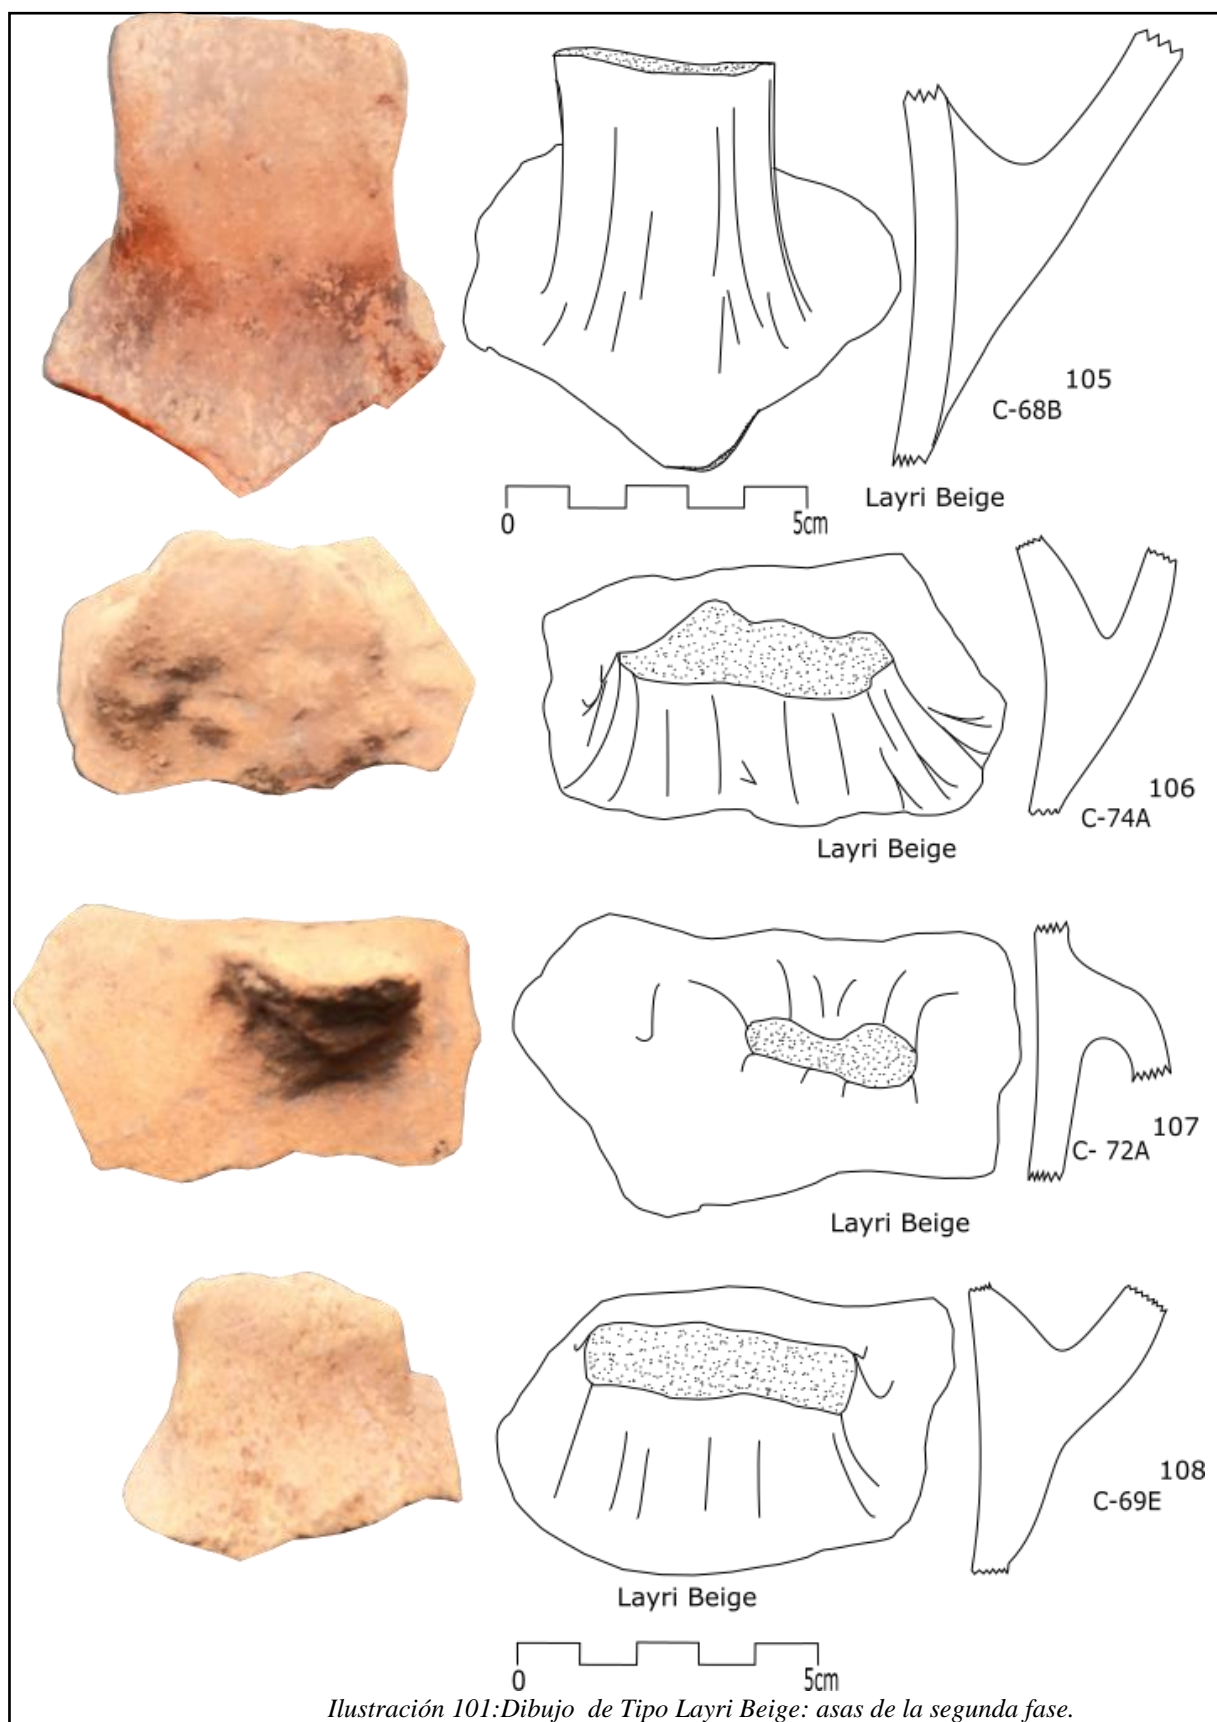 105
C-68B
Layri Beige
0 5cm
106
C-74A
Layri Beige
107
C- 72A
Layri Beige
108
C-69E
Layri Beige
0 5cm
Ilustración 101:Dibujo de Tipo Layri Beige: asas de la segunda fase.